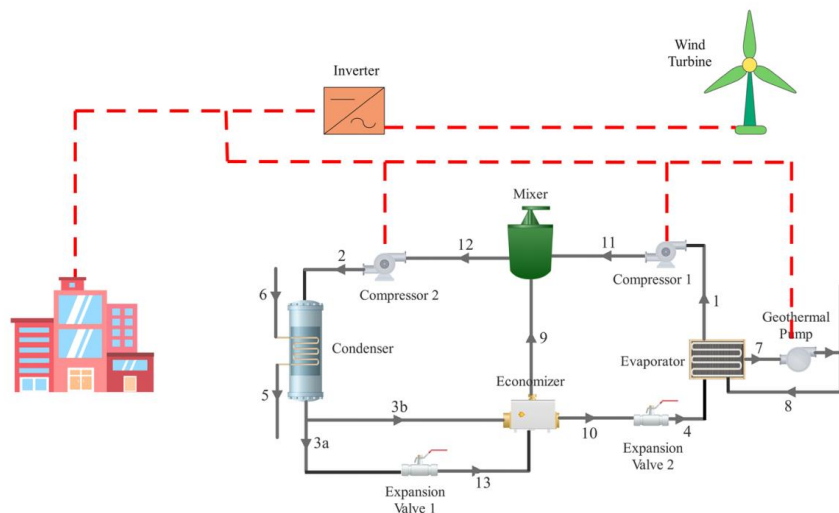 Wind
Turbine
Inverter
Mixer
2
12
11
Compressor 2
Compressor 1
6
1
Geothermal
Pump
Condenser
9
Evaporator
7
Economizer
5
8
3b
10
4
3a
Expansion
Valve 2
Expansion
Valve 1
13